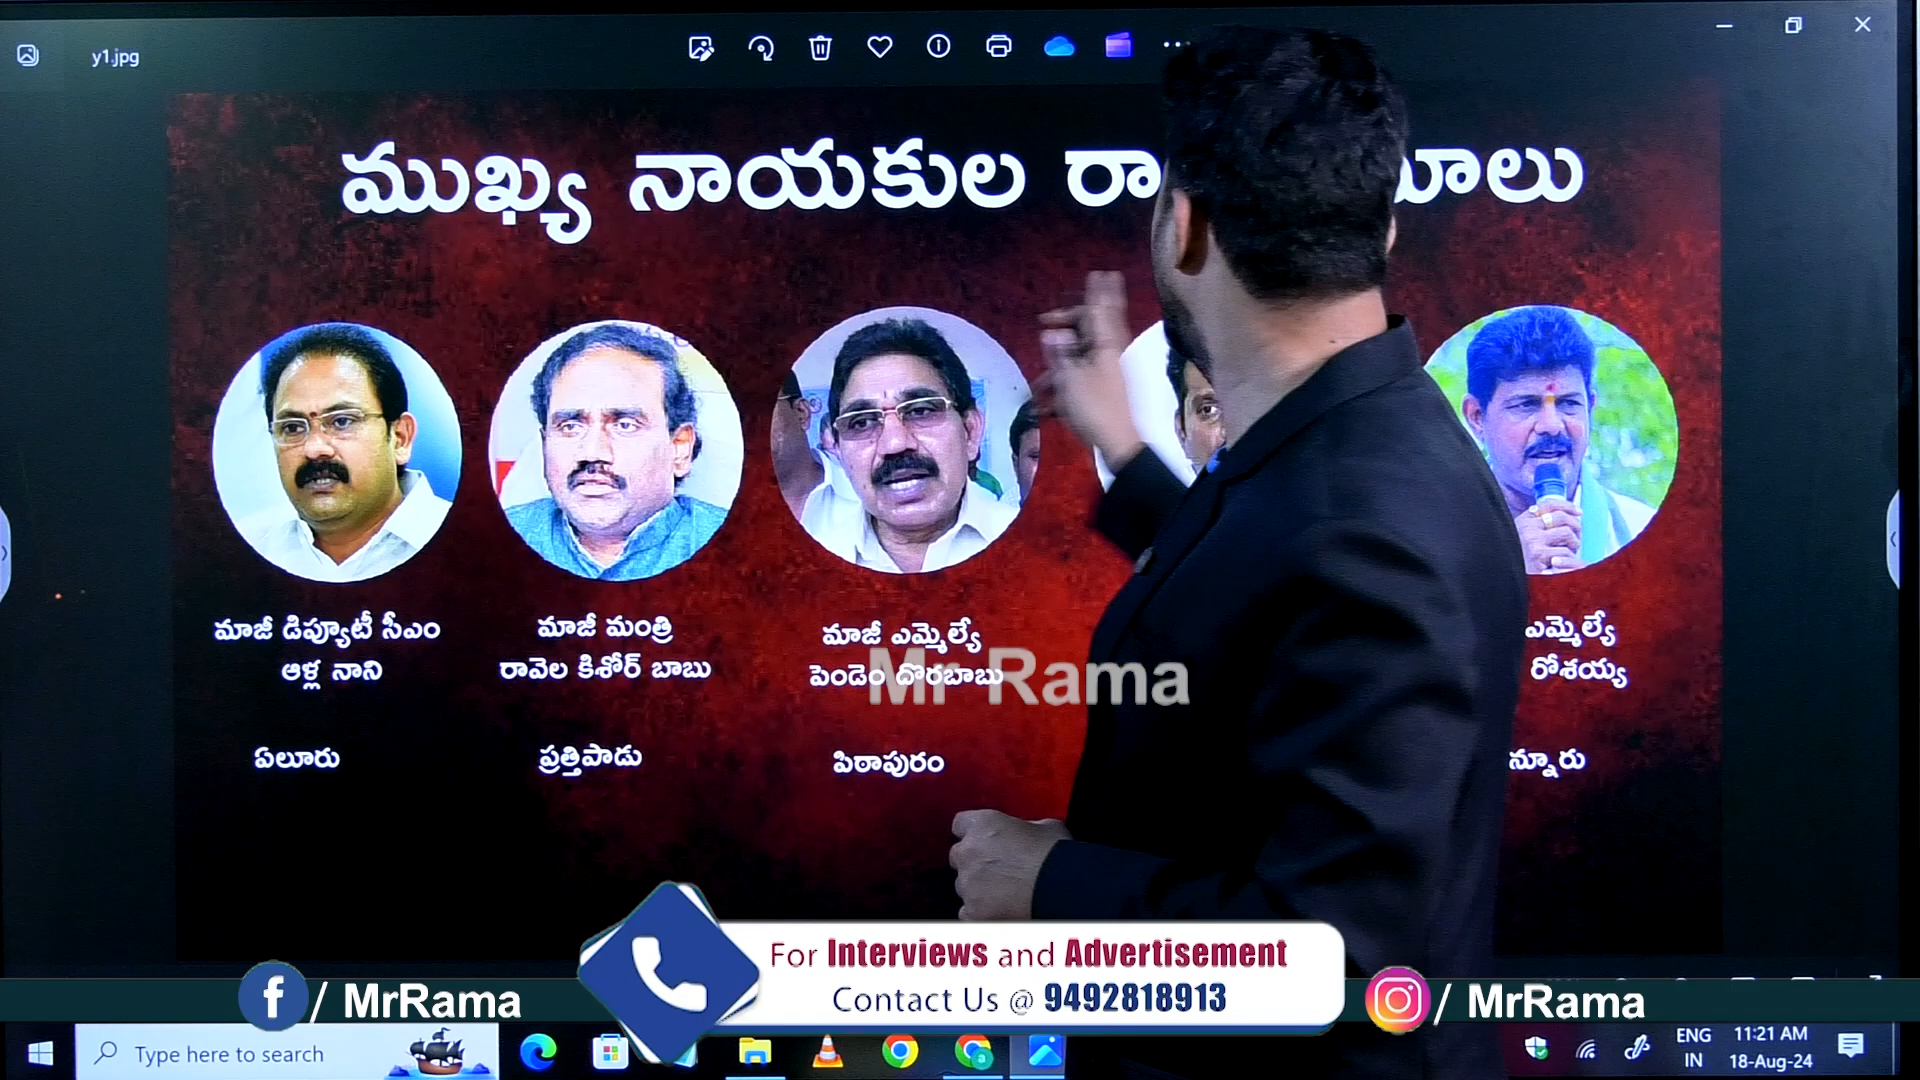 y1.jpg
ముఖ్య నాయకుల
మాజీ డిప్యూటీ సీఎం
ఆళ్ల నాని
ఏలూరు
మాజీ మంత్రి
రావెల కిశోర్ బాబు
ప్రత్తిపాడు
మాజీ ఎమ్మెల్యే
పెండెం దొరబాబు
పిఠాపురం
ఎమ్మెల్యే
రోశయ్య
Mr Rama
For Interviews and Advertisement
Contact Us @ 9492818913
/ MrRama
/ MrRama
Type here to search
ENG
IN
11:21 AM
18-Aug-24